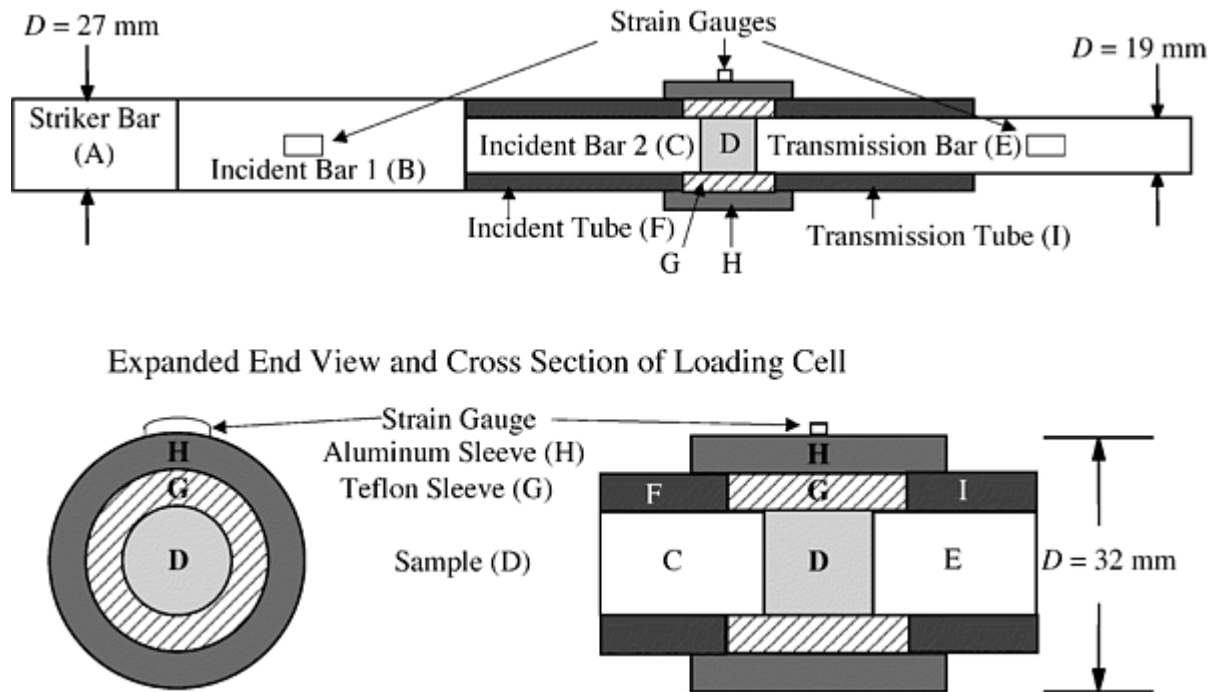 D = 27 mm
Strain Gauges
D = 19 mm
Striker Bar
(A)
Incident Bar 1 (B)
Incident Bar 2 (C)
D
Transmission Bar (E)
Incident Tube (F)
G
H
Transmission Tube (I)
Expanded End View and Cross Section of Loading Cell
Strain Gauge
Aluminum Sleeve (H)
Teflon Sleeve (G)
Sample (D)
H
G
D
H
F
G
I
C
D
E
D = 32 mm